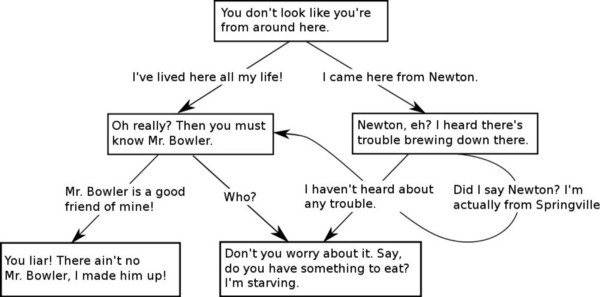 You don't look like you're
from around here.
I've lived here all my life!
I came here from Newton.
Oh really? Then you must
know Mr. Bowler.
Newton, eh? I heard there's
trouble brewing down there.
Mr. Bowler is a good
friend of mine!
Who?
I haven't heard about
any trouble.
Did I say Newton? I'm
actually from Springville
You liar! There ain't no
Mr. Bowler, I made him up!
Don't you worry about it. Say,
do you have something to eat?
I'm starving.